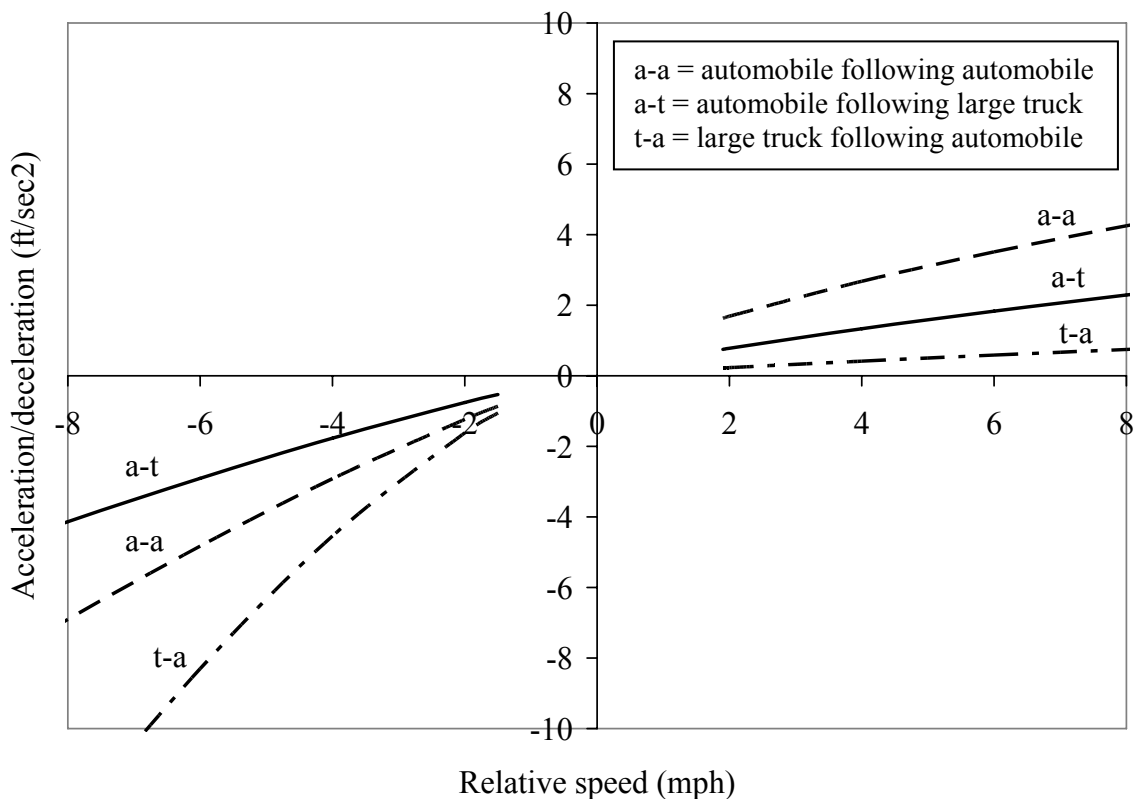 10
a-a = automobile following automobile
a-t = automobile following large truck
t-a = large truck following automobile
8
6
4
2
0
a-a
a-t
t-a
-8
-6
-4
-2
0
2
4
6
8
-2
-4
-6
-8
-10
a-t
a-a
t-a
Acceleration/deceleration (ft/sec2)
Relative speed (mph)